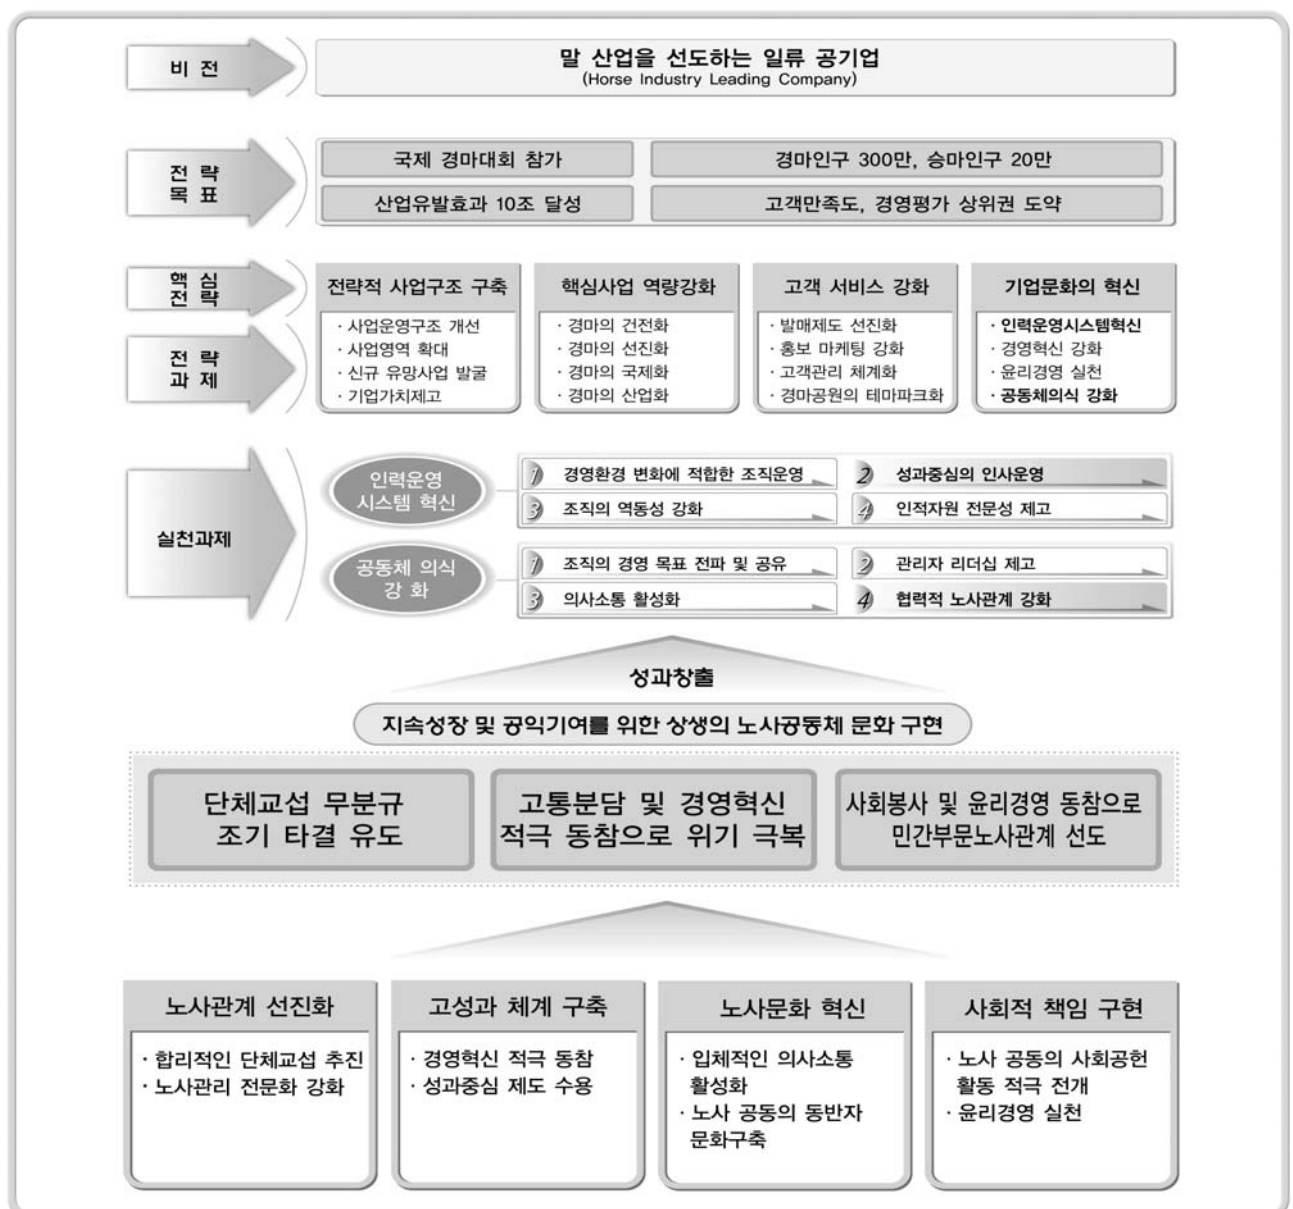 비 전
말 산업을 선도하는 일류 공기업
(Horse Industry Leading Company)
전 략
목 표
국제 경마대회 참가
경마인구 300만, 승마인구 20만
산업유발효과 10조 달성
고객만족도, 경영평가 상위권 도약
핵 심
전 략
전략적 사업구조 구축
핵심사업 역량강화
고객 서비스 강화
기업문화의 혁신
전 략
과 제
· 사업운영구조 개선
· 사업영역 확대
· 신규 유망사업 발굴
· 기업가치제고
· 경마의 건전화
· 경마의 선진화
· 경마의 국제화
· 경마의 산업화
· 발매제도 선진화
· 홍보 마케팅 강화
· 고객관리 체계화
· 경마공원의 테마파크화
· 인력운영시스템혁신
· 경영혁신 강화
· 윤리경영 실천
· 공동체의식 강화
실천과제
인력운영
시스템 혁신
1 경영환경 변화에 적합한 조직운영
2 성과중심의 인사운영
3 조직의 역동성 강화
4 인적자원 전문성 제고
공동체 의식
강 화
1 조직의 경영 목표 전파 및 공유
2 관리자 리더십 제고
3 의사소통 활성화
4 협력적 노사관계 강화
성과창출
지속성장 및 공익기여를 위한 상생의 노사공동체 문화 구현
단체교섭 무분규
조기 타결 유도
고통분담 및 경영혁신
적극 동참으로 위기 극복
사회봉사 및 윤리경영 동참으로
민간부문노사관계 선도
노사관계 선진화
· 합리적인 단체교섭 추진
· 노사관리 전문화 강화
고성과 체계 구축
· 경영혁신 적극 동참
· 성과중심 제도 수용
노사문화 혁신
· 입체적인 의사소통
활성화
· 노사 공동의 동반자
문화구축
사회적 책임 구현
· 노사 공동의 사회공헌
활동 적극 전개
· 윤리경영 실천